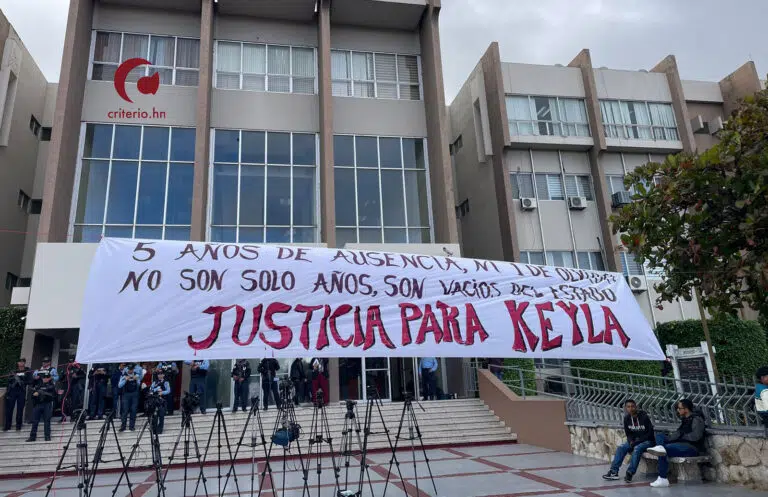 criterio.hn
5 AÑOS DE AUSENCIA, NI 1 DE OLVIDO
NO SON SOLO AÑOS, SON VACIOS DEL ESTADO
JUSTICIA PARA KEYLA